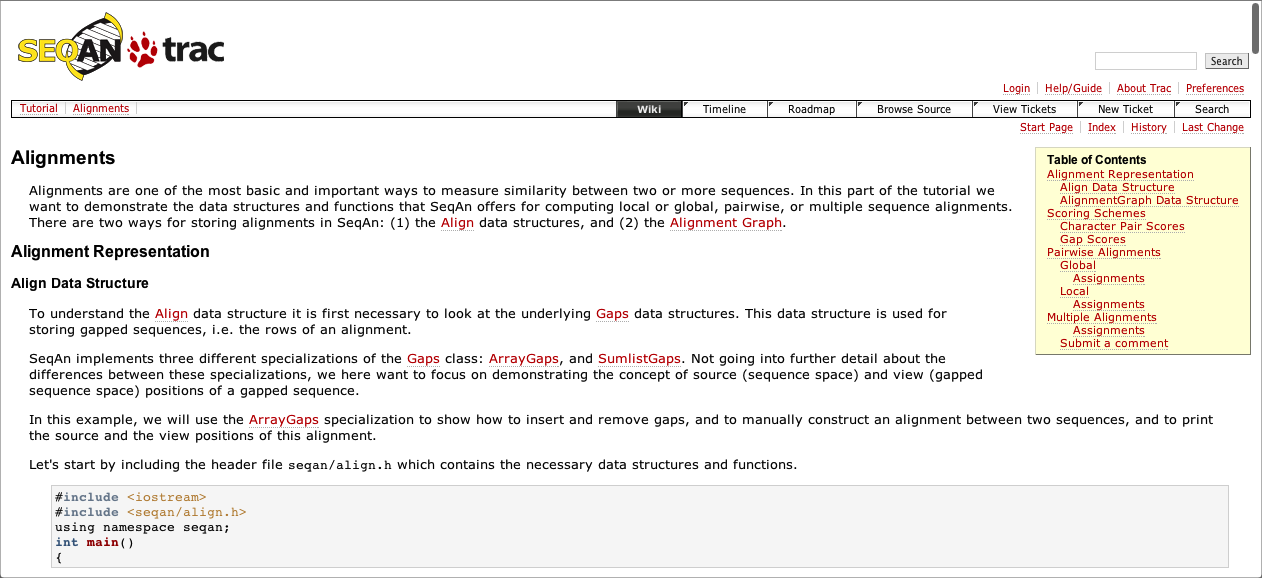 SEQAN trac
Search
Login Help/Guide About Trac Preferences
Tutorial Alignments Wiki Timeline Roadmap Browse Source View Tickets New Ticket Search
Start Page Index History Last Change
Alignments
Alignments are one of the most basic and important ways to measure similarity between two or more sequences. In this part of the tutorial we
want to demonstrate the data structures and functions that SeqAn offers for computing local or global, pairwise, or multiple sequence alignments.
There are two ways for storing alignments in SeqAn: (1) the Align data structures, and (2) the Alignment Graph.
Table of Contents
Alignment Representation
Align Data Structure
AlignmentGraph Data Structure
Scoring Schemes
Character Pair Scores
Gap Scores
Pairwise Alignments
Global
Assignments
Local
Assignments
Multiple Alignments
Assignments
Submit a comment
Alignment Representation
Align Data Structure
To understand the Align data structure it is first necessary to look at the underlying Gaps data structures. This data structure is used for
storing gapped sequences, i.e. the rows of an alignment.
SeqAn implements three different specializations of the Gaps class: ArrayGaps, and SumlistGaps. Not going into further detail about the
differences between these specializations, we here want to focus on demonstrating the concept of source (sequence space) and view (gapped
sequence space) positions of a gapped sequence.
In this example, we will use the ArrayGaps specialization to show how to insert and remove gaps, and to manually construct an alignment between two sequences, and to print
the source and the view positions of this alignment.
Let's start by including the header file seqan/align.h which contains the necessary data structures and functions.
#include <iostream>
#include <seqan/align.h>
using namespace seqan;
int main()
{